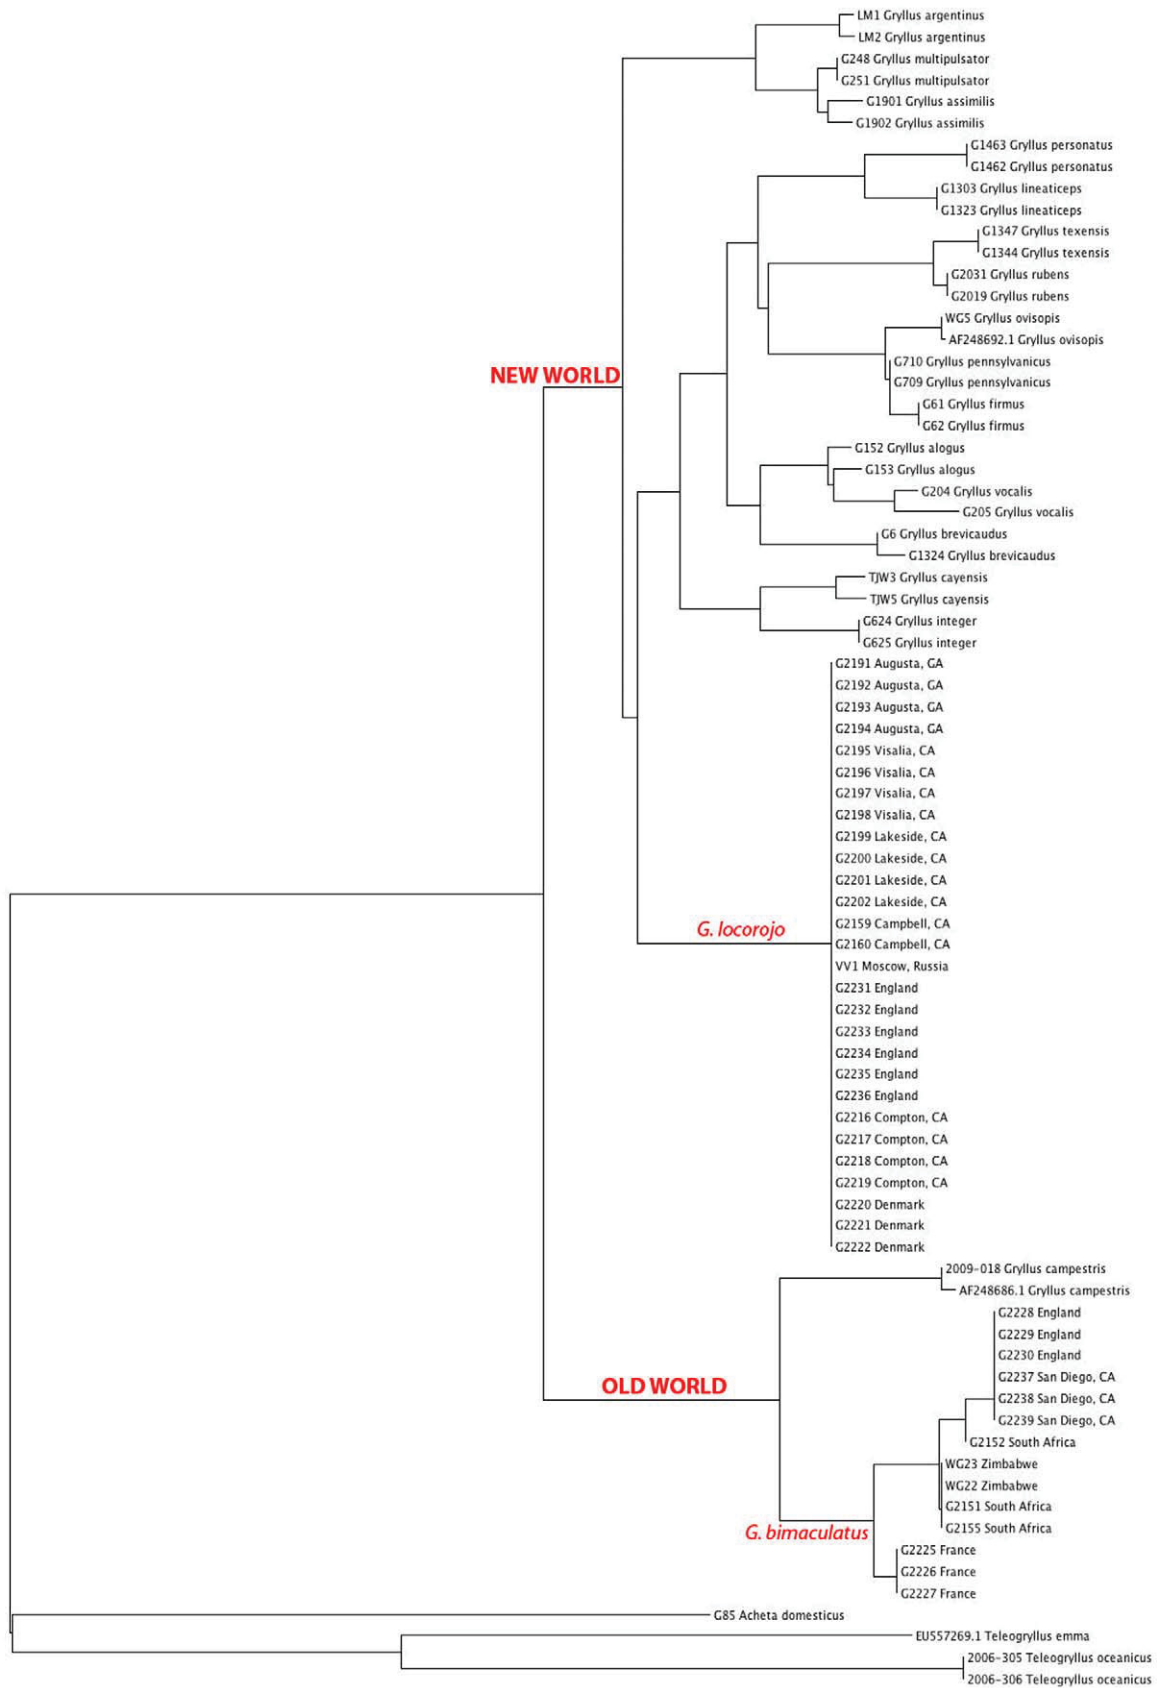 LM1 Gryllus argentinus
LM2 Gryllus argentinus
G248 Gryllus multipulsator
G251 Gryllus multipulsator
G1901 Gryllus assimilis
G1902 Gryllus assimilis
G1463 Gryllus personatus
G1462 Gryllus personatus
G1303 Gryllus lineaticeps
G1323 Gryllus lineaticeps
G1347 Gryllus texensis
G1344 Gryllus texensis
G2031 Gryllus rubens
G2019 Gryllus rubens
WG5 Gryllus ovisopis
AF248692.1 Gryllus ovisopis
G710 Gryllus pennsylvanicus
NEW WORLD
G709 Gryllus pennsylvanicus
G61 Gryllus firmus
G62 Gryllus firmus
G152 Gryllus alogus
G153 Gryllus alogus
G204 Gryllus vocalis
G205 Gryllus vocalis
G6 Gryllus brevicaudus
G1324 Gryllus brevicaudus
TJW3 Gryllus cayensis
TJW5 Gryllus cayensis
G624 Gryllus integer
G625 Gryllus integer
G2191 Augusta, GA
G2192 Augusta, GA
G2193 Augusta, GA
G2194 Augusta, GA
G2195 Visalia, CA
G2196 Visalia, CA
G2197 Visalia, CA
G2198 Visalia, CA
G2199 Lakeside, CA
G2200 Lakeside, CA
G2201 Lakeside, CA
G2202 Lakeside, CA
G2159 Campbell, CA
G. locorojo
G2160 Campbell, CA
VV1 Moscow, Russia
G2231 England
G2232 England
G2233 England
G2234 England
G2235 England
G2236 England
G2216 Compton, CA
G2217 Compton, CA
G2218 Compton, CA
G2219 Compton, CA
G2220 Denmark
G2221 Denmark
G2222 Denmark
2009-018 Gryllus campestris
AF248686.1 Gryllus campestris
G2228 England
G2229 England
G2230 England
G2237 San Diego, CA
OLD WORLD
G2238 San Diego, CA
G2239 San Diego, CA
G2152 South Africa
WG23 Zimbabwe
WG22 Zimbabwe
G2151 South Africa
G2155 South Africa
G. bimaculatus
G2225 France
G2226 France
G2227 France
G85 Acheta domesticus
EU557269.1 Teleogryllus emma
2006-305 Teleogryllus oceanicus
2006-306 Teleogryllus oceanicus